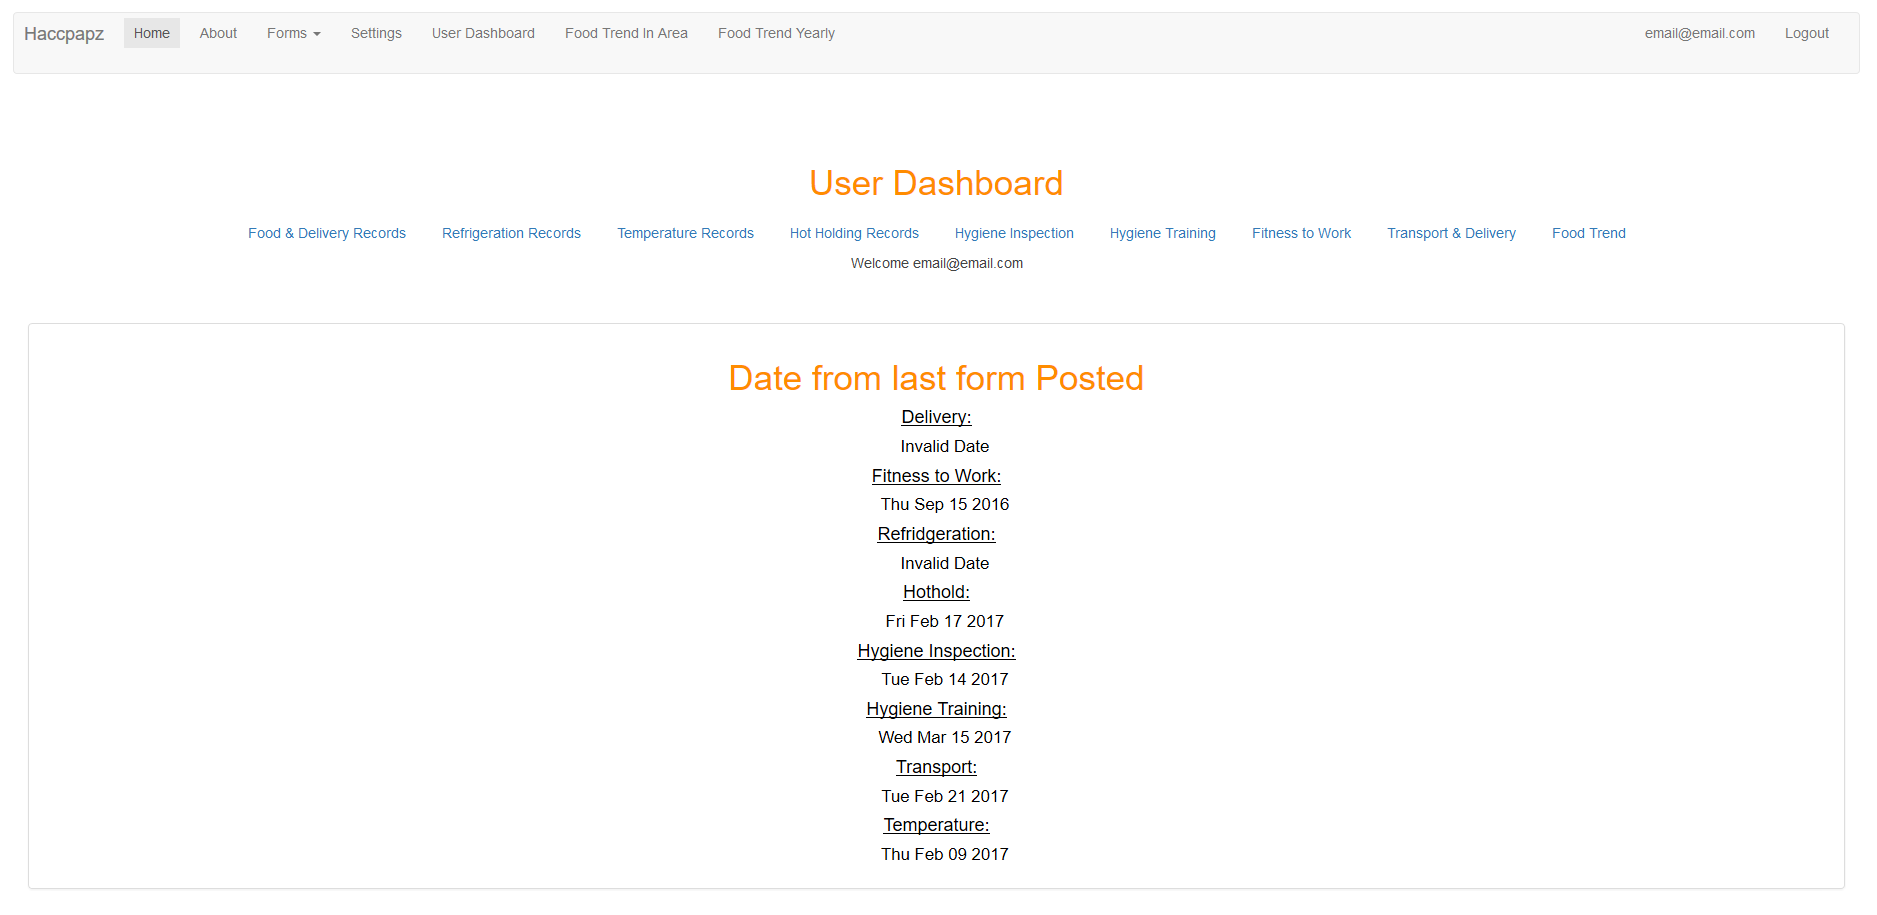 Haccpapz Home About Forms Settings User Dashboard Food Trend In Area Food Trend Yearly email@email.com Logout
User Dashboard
Food & Delivery Records Refrigeration Records Temperature Records Hot Holding Records Hygiene Inspection Hygiene Training Fitness to Work Transport & Delivery Food Trend
Welcome email@email.com
Date from last form Posted
Delivery:
Invalid Date
Fitness to Work:
Thu Sep 15 2016
Refridgeration:
Invalid Date
Hothold:
Fri Feb 17 2017
Hygiene Inspection:
Tue Feb 14 2017
Hygiene Training:
Wed Mar 15 2017
Transport:
Tue Feb 21 2017
Temperature:
Thu Feb 09 2017